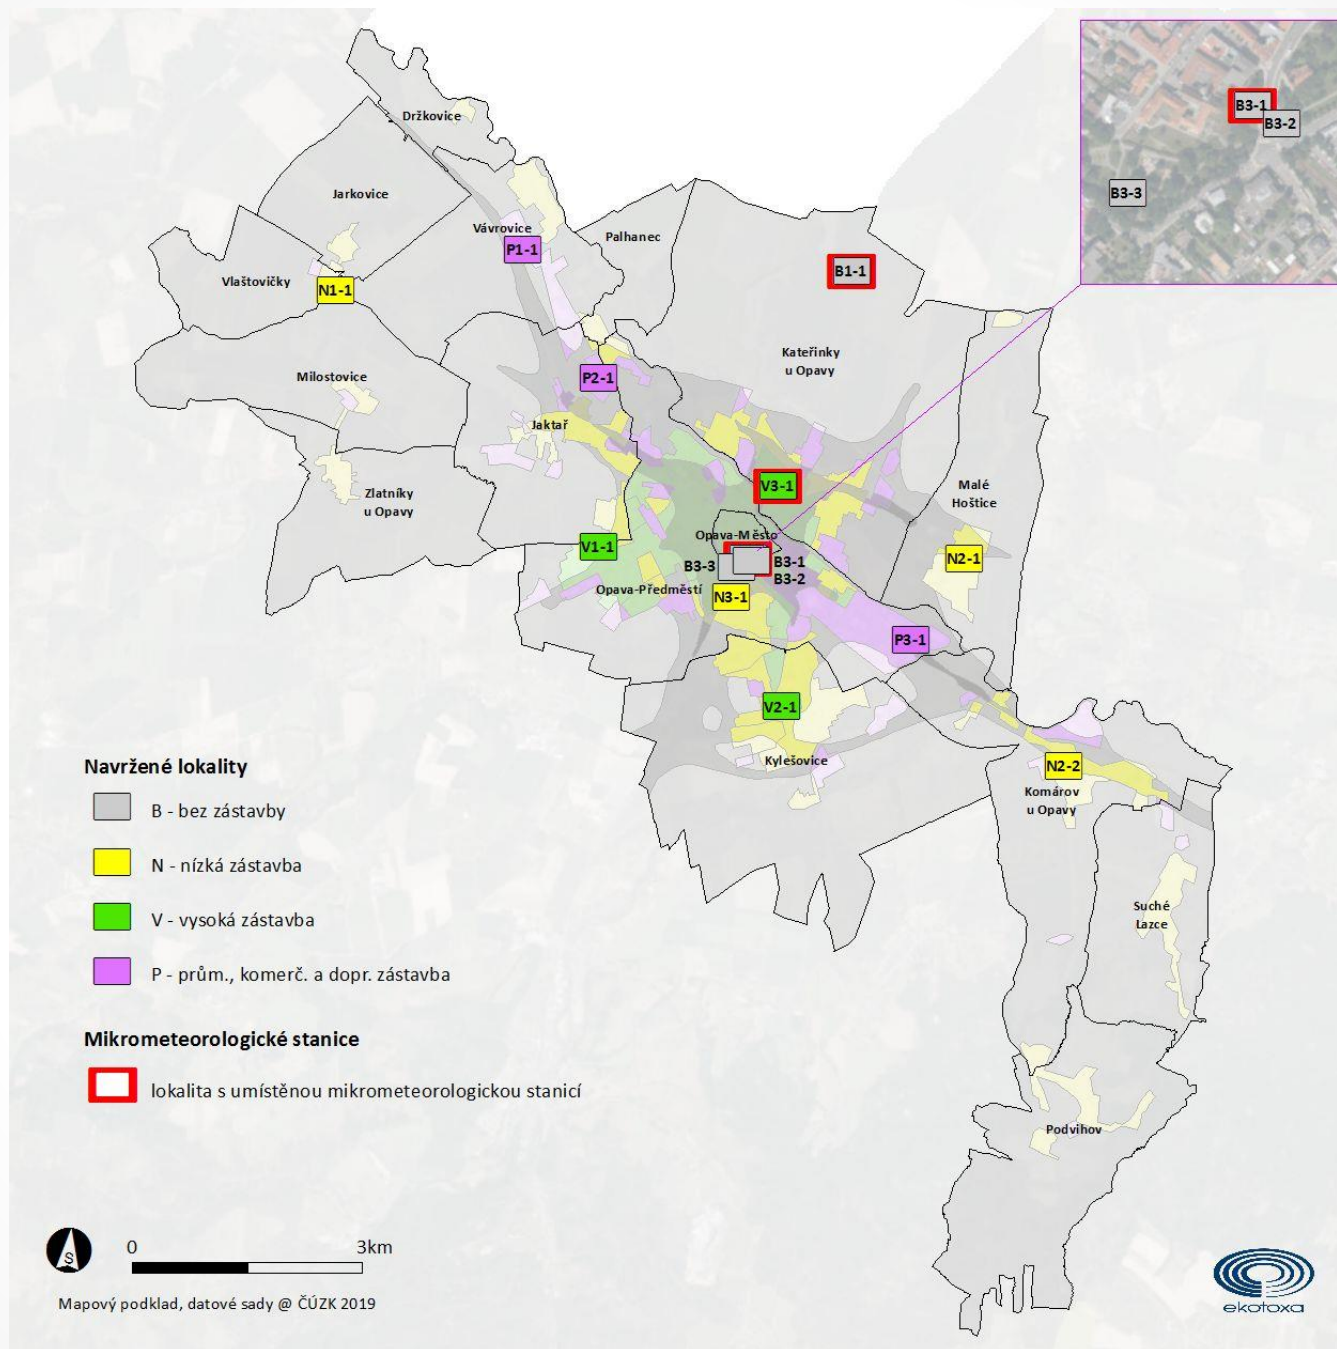 B3-1
B3-2
B3-3
Držkovice
Jarkovice
Vávrovice
P1-1
Palhanec
B1-1
Vlaštovičky
N1-1
Kateřinky
u Opavy
Milostovice
P2-1
Jaktař
Zlatníky
u Opavy
V3-1
Malé
Hoštice
Opava-Město
V1-1
B3-3
B3-1
B3-2
N2-1
Opava-Předměstí
N3-1
P3-1
V2-1
Kylešovice
N2-2
Komárov
u Opavy
Suché
Lazce
Podvihov
Navržené lokality
B - bez zástavby
N - nízká zástavba
V - vysoká zástavba
P - prům., komerč. a dopr. zástavba
Mikrometeorologické stanice
lokalita s umístěnou mikrometeorologickou stanicí
S
0 3km
Mapový podklad, datové sady @ ČÚZK 2019
ekotoxa